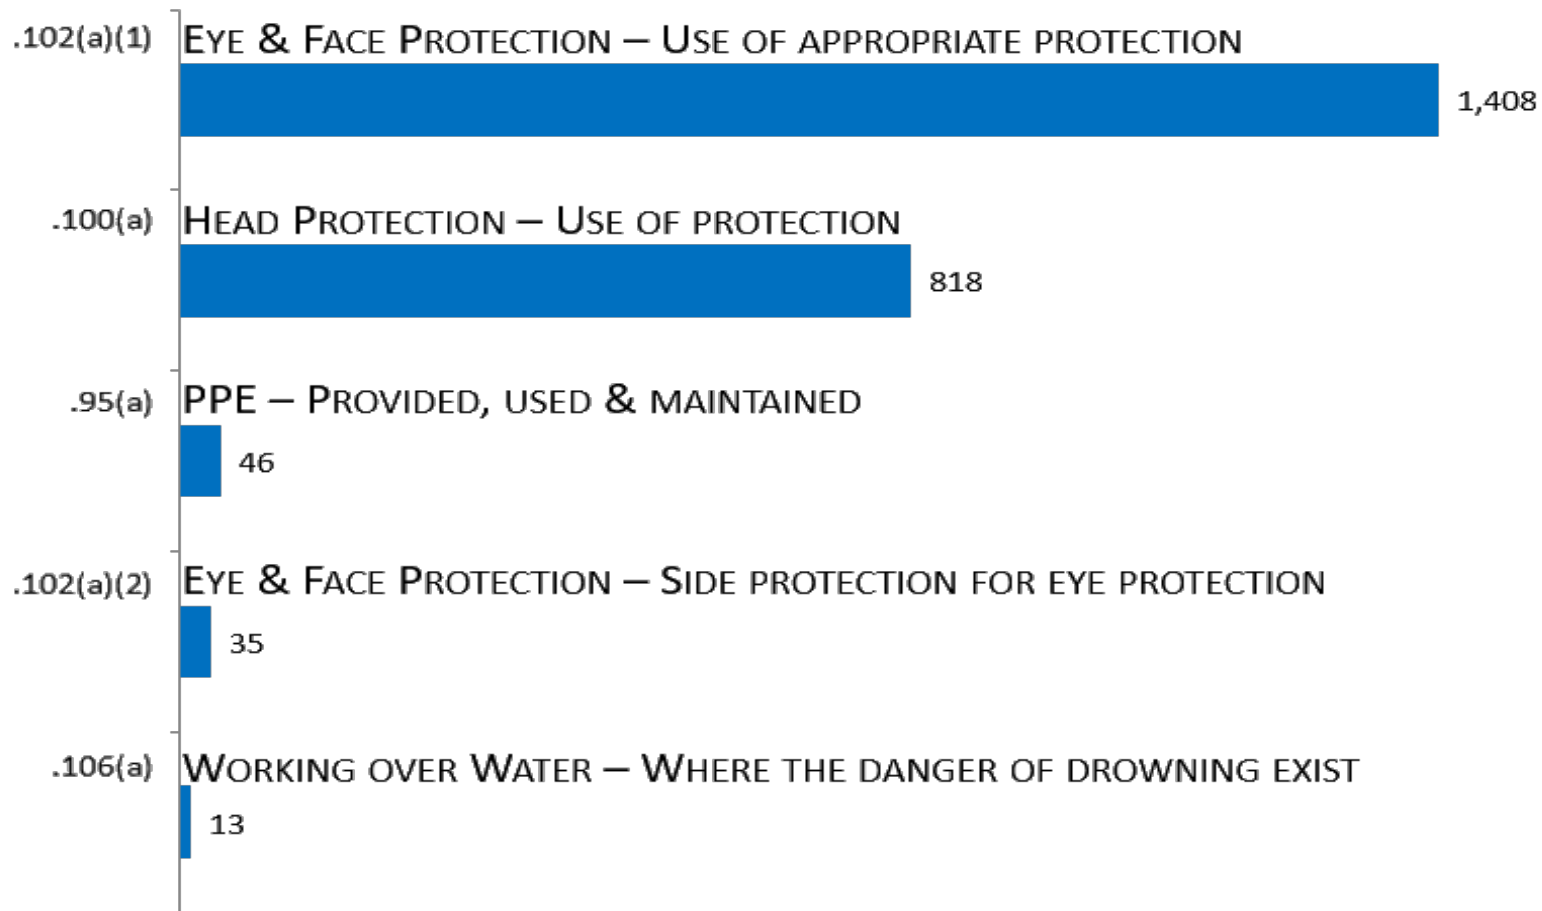 .102(a)(1) EYE & FACE PROTECTION – USE OF APPROPRIATE PROTECTION
1,408
.100(a) HEAD PROTECTION – USE OF PROTECTION
818
.95(a) PPE – PROVIDED, USED & MAINTAINED
46
.102(a)(2) EYE & FACE PROTECTION – SIDE PROTECTION FOR EYE PROTECTION
35
.106(a) WORKING OVER WATER – WHERE THE DANGER OF DROWNING EXIST
13